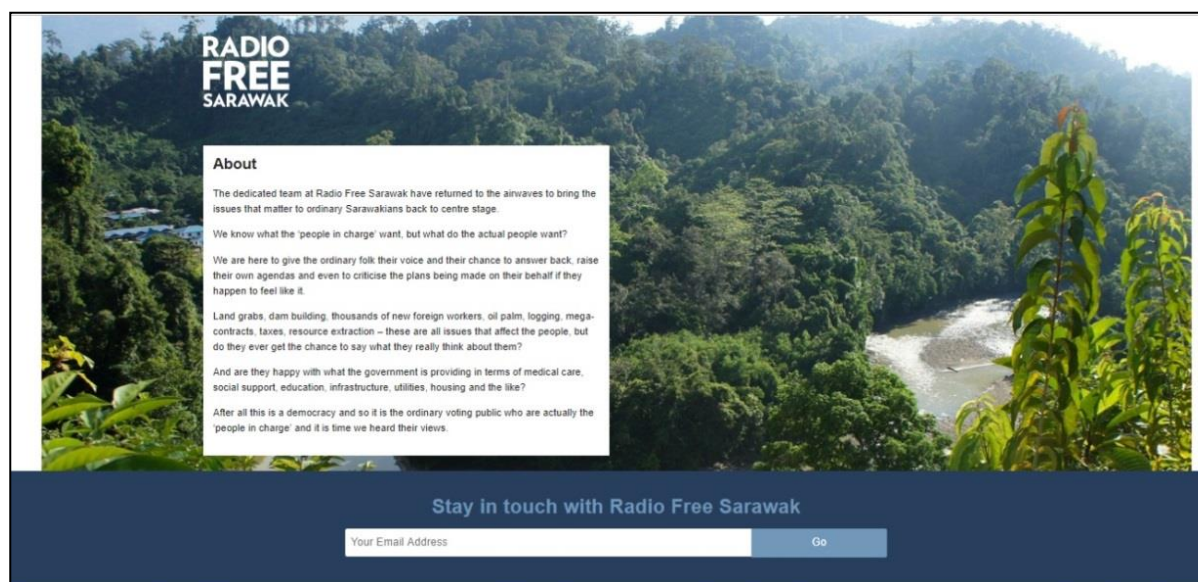 RADIO
FREE
SARAWAK
About
The dedicated team at Radio Free Sarawak have returned to the airwaves to bring the
issues that matter to ordinary Sarawakians back to centre stage.
We know what the 'people in charge' want, but what do the actual people want?
We are here to give the ordinary folk their voice and their chance to answer back, raise
their own agendas and even to criticise the plans being made on their behalf if they
happen to feel like it.
Land grabs, dam building, thousands of new foreign workers, oil palm, logging, mega-
contracts, taxes, resource extraction – these are all issues that affect the people, but
do they ever get the chance to say what they really think about them?
And are they happy with what the government is providing in terms of medical care,
social support, education, infrastructure, utilities, housing and the like?
After all this is a democracy and so it is the ordinary voting public who are actually the
'people in charge' and it is time we heard their views.
Stay in touch with Radio Free Sarawak
Your Email Address
Go